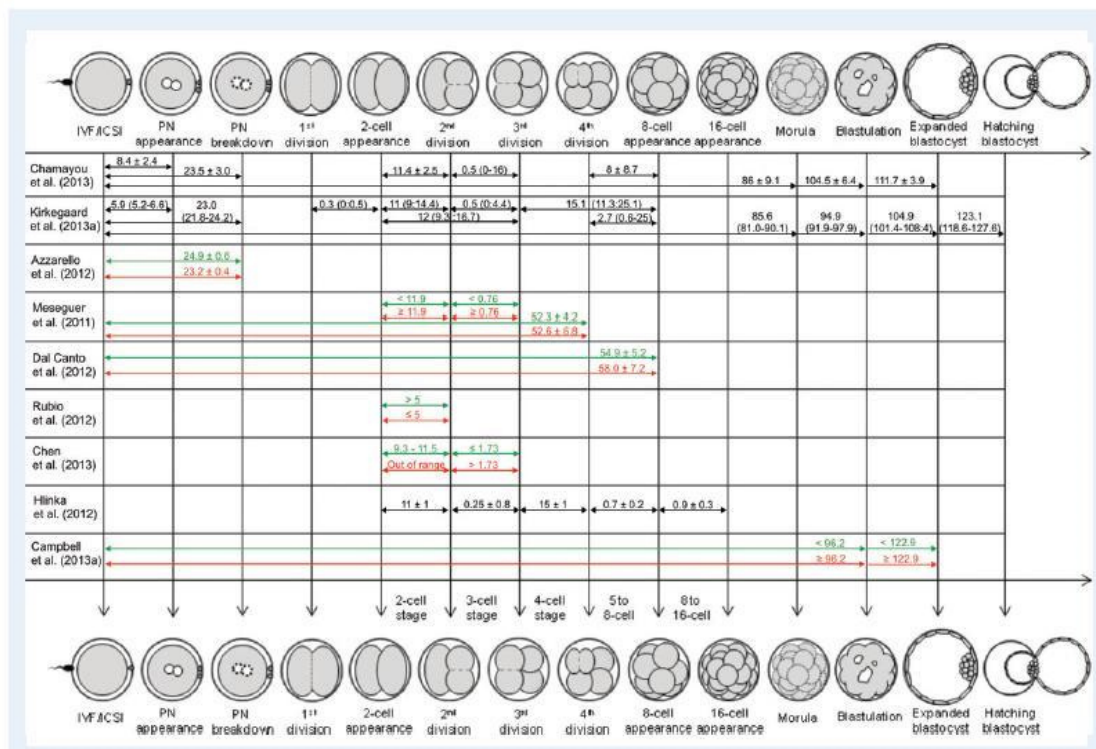 IVF/ICSI
PN
appearance
PN
breakdown
1st
division
2-cell
appearance
2nd
division
3rd
division
4th
division
8-cell
appearance
16-cell
appearance
Morula
Blastulation
Expanded
blastocyst
Hatching
blastocyst
Chamayou
et al. (2013)
8.4 ± 2.4
23.5 ± 3.0
11.4 ± 2.5
0.5 (0-16)
8 ± 8.7
86 ± 9.1
104.5 ± 6.4
111.7 ± 3.9
Kirkegaard
et al. (2013a)
5.9 (5.2-6.6)
23.0
(21.8-24.2)
0.3 (0:0.5)
11 (9:14.4)
0.5 (0:4.4)
12 (9.3 :16.7)
15.1 (11.3:25.1)
2.7 (0.6-25)
85.6
(81.0-90.1)
94.9
(91.9-97.9)
104.9
(101.4-108:4)
123.1
(118.6-127.6)
Azzarello
et al. (2012)
24.9 ± 0.6
23.2 ± 0.4
Meseguer
et al. (2011)
< 11.9
≥ 11.9
< 0.76
≥ 0.76
52.3 ± 4.2
52.6 ± 6.8
Dal Canto
et al. (2012)
54.9 ± 5.2
58.0 ± 7.2
Rubio
et al. (2012)
> 5
≤ 5
Chen
et al. (2013)
9.3 - 11.5
Out of range
≤ 1.73
> 1.73
Hlinka
et al. (2012)
11 ± 1
0.25 ± 0.8
15 ± 1
0.7 ± 0.2
0.9 ± 0.3
Campbell
et al. (2013a)
< 96.2
≥ 96.2
< 122.9
≥ 122.9
2-cell
stage
3-cell
stage
4-cell
stage
5 to
8-cell
8 to
16-cell
IVF/ICSI
PN
appearance
PN
breakdown
1st
division
2-cell
appearance
2nd
division
3rd
division
4th
division
8-cell
appearance
16-cell
appearance
Morula
Blastulation
Expanded
blastocyst
Hatching
blastocyst